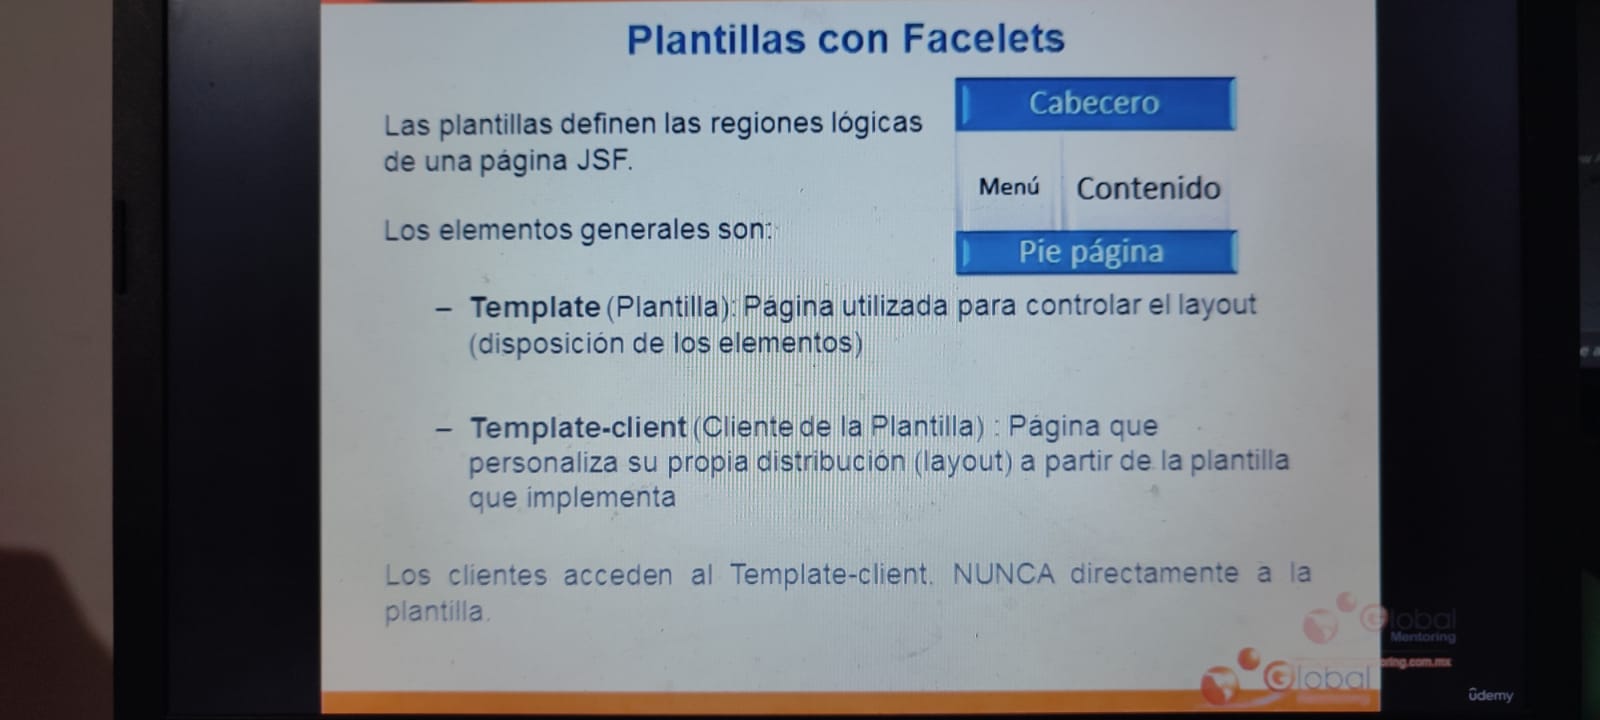 Plantillas con Facelets
Las plantillas definen las regiones lógicas
de una página JSF.
Cabecero
Menú
Contenido
Pie página
Los elementos generales son:
– Template (Plantilla): Página utilizada para controlar el layout
(disposición de los elementos)
– Template-client (Cliente de la Plantilla) : Página que
personaliza su propia distribución (layout) a partir de la plantilla
que implementa
Los clientes acceden al Template-client. NUNCA directamente a la
plantilla.
Global
Mentoring
ring.com.mx
Global
udemy